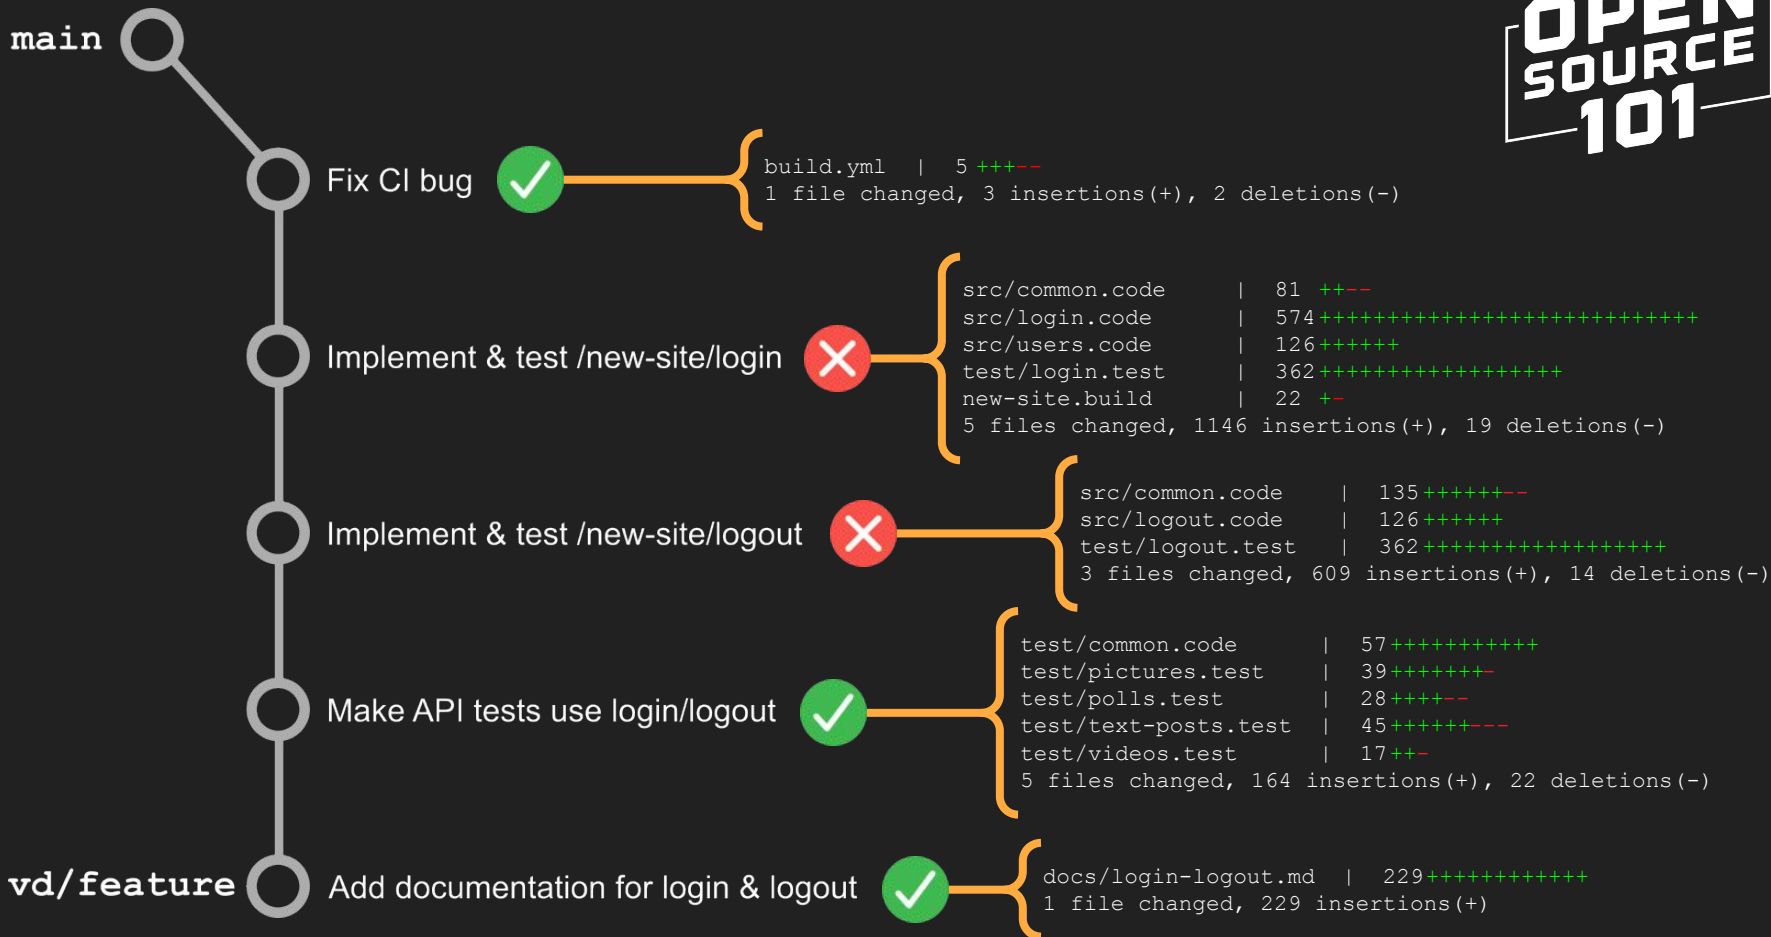 main
OPEN
SOURCE
101
Fix CI bug
build.yml | 5 +++--
1 file changed, 3 insertions(+), 2 deletions(-)
Implement & test /new-site/login
src/common.code | 81 ++--
src/login.code | 574++++++++++++++++++++++++++++
src/users.code | 126++++++
test/login.test | 362++++++++++++++++++
new-site.build | 22 +-
5 files changed, 1146 insertions(+), 19 deletions(-)
Implement & test /new-site/logout
src/common.code | 135++++++--
src/logout.code | 126++++++
test/logout.test | 362++++++++++++++++++
3 files changed, 609 insertions(+), 14 deletions(-)
Make API tests use login/logout
test/common.code | 57+++++++++++
test/pictures.test | 39+++++++-
test/polls.test | 28++++--
test/text-posts.test | 45++++++---
test/videos.test | 17++-
5 files changed, 164 insertions(+), 22 deletions(-)
vd/feature
Add documentation for login & logout
docs/login-logout.md | 229++++++++++++
1 file changed, 229 insertions(+)